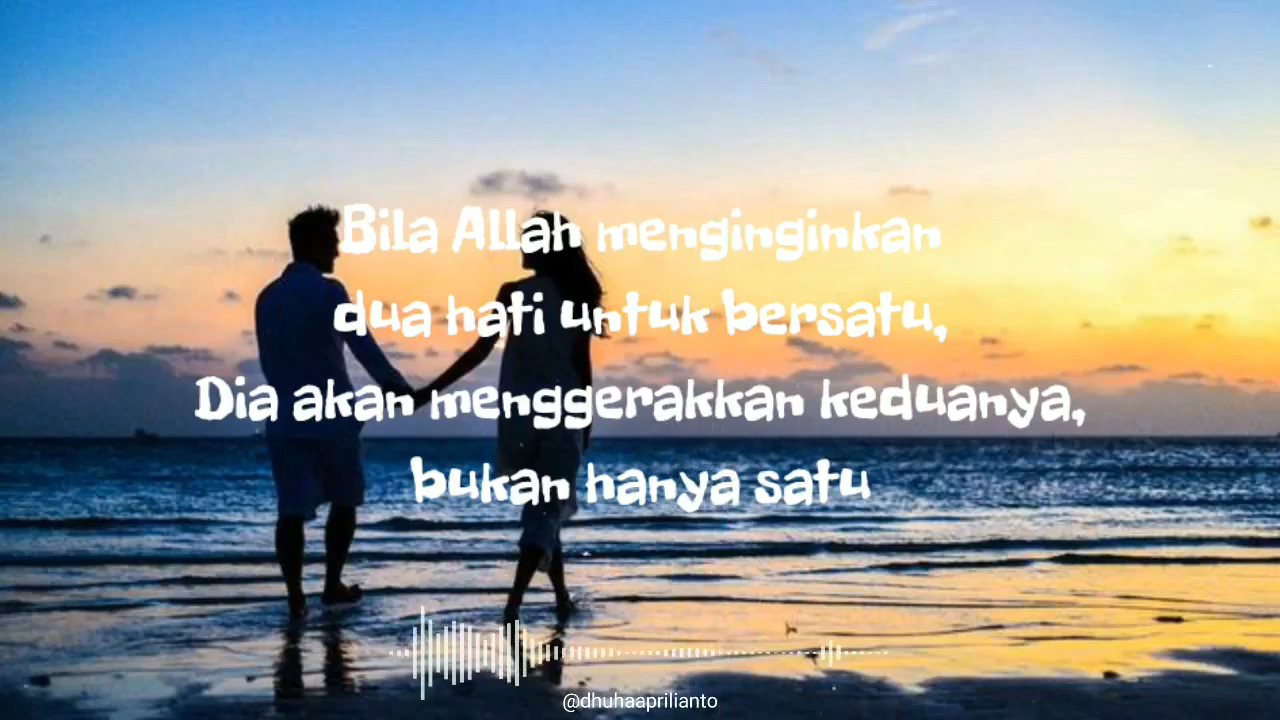 Bila Allah menginginkan
dua hati untuk bersatu,
Dia akan menggerakkan keduanya,
bukan hanya satu
@dhuhaaprilianto